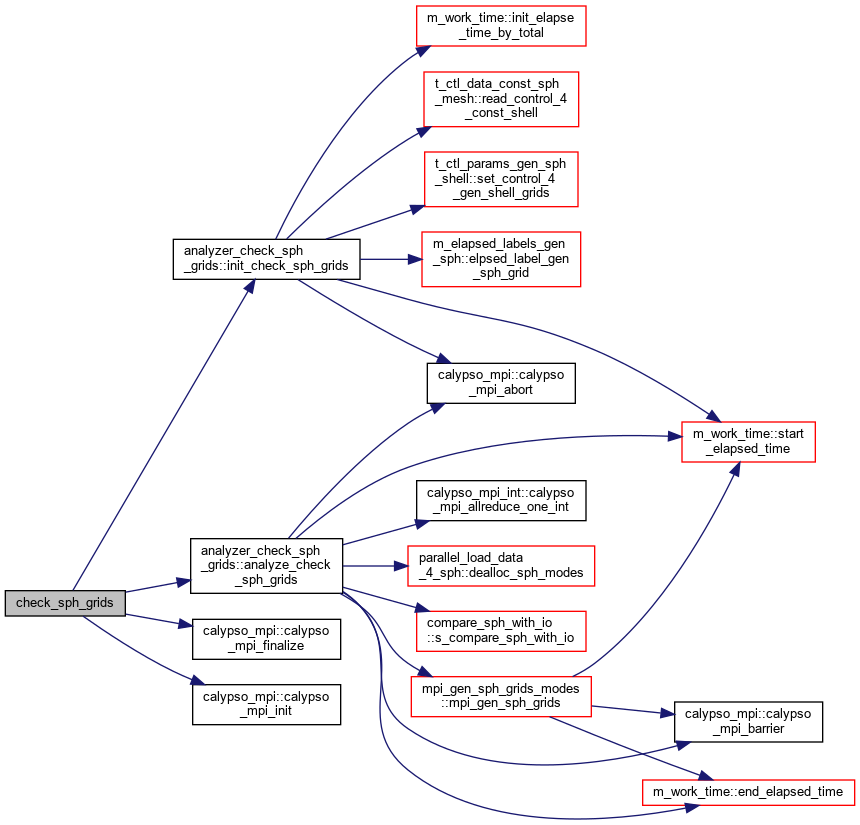 m_work_time::init_elapse
_time_by_total
t_ctl_data_const_sph
_mesh::read_control_4
_const_shell
t_ctl_params_gen_sph
_shell::set_control_4
_gen_shell_grids
analyzer_check_sph
_grids::init_check_sph_grids
m_elapsed_labels_gen
_sph::elpsed_label_gen
_sph_grid
calypso_mpi::calypso
_mpi_abort
m_work_time::start
_elapsed_time
calypso_mpi_int::calypso
_mpi_allreduce_one_int
analyzer_check_sph
_grids::analyze_check
_sph_grids
parallel_load_data
_4_sph::dealloc_sph_modes
check_sph_grids
calypso_mpi::calypso
_mpi_finalize
compare_sph_with_io
::s_compare_sph_with_io
calypso_mpi::calypso
_mpi_init
mpi_gen_sph_grids_modes
::mpi_gen_sph_grids
calypso_mpi::calypso
_mpi_barrier
m_work_time::end_elapsed_time